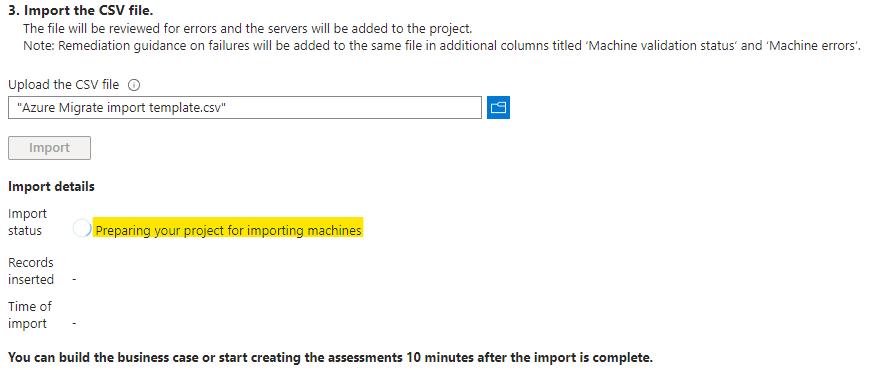 3. Import the CSV file.
The file will be reviewed for errors and the servers will be added to the project.
Note: Remediation guidance on failures will be added to the same file in additional columns titled ‘Machine validation status’ and ‘Machine errors’.
Upload the CSV file
"Azure Migrate import template.csv"
Import
Import details
Import
status
Preparing your project for importing machines
Records
inserted -
Time of
import -
You can build the business case or start creating the assessments 10 minutes after the import is complete.